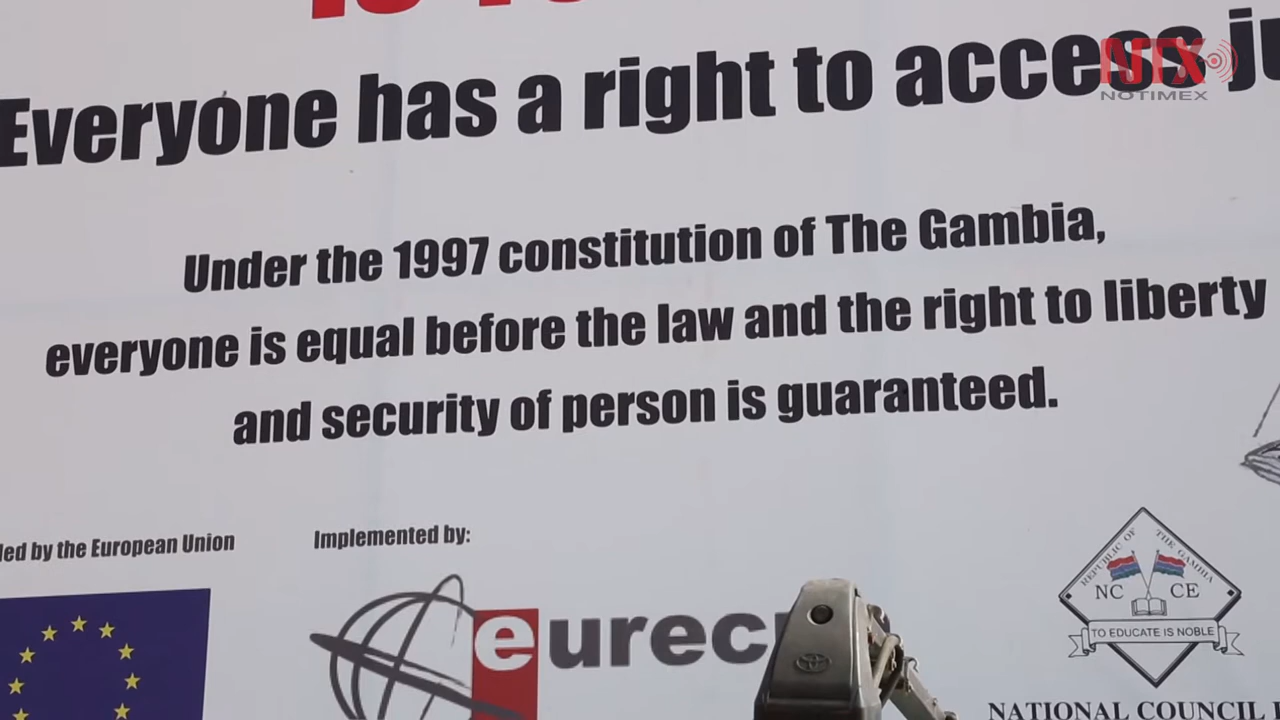 Everyone has a right to access
NTX
NOTIMEX
Under the 1997 constitution of The Gambia,
everyone is equal before the law and the right to liberty
and security of person is guaranteed.
by the European Union
Implemented by:
REPUBLIC OF THE GAMBIA
NC CE
TO EDUCATE IS NOBLE
NATIONAL COUNCIL